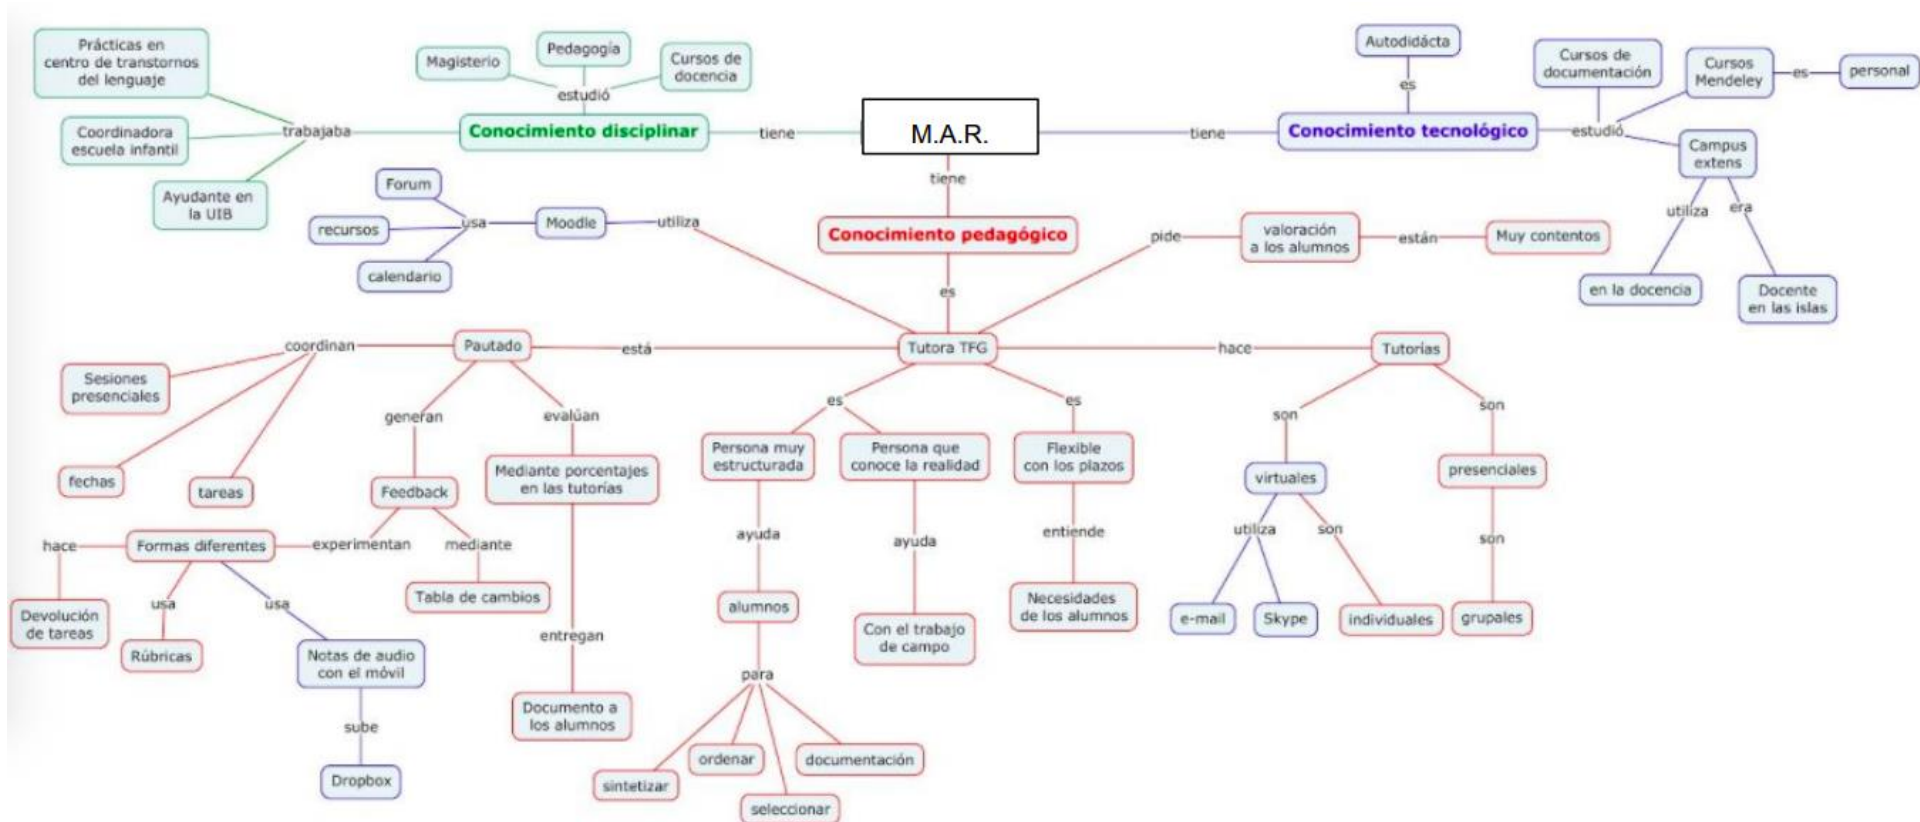 Prácticas en
centro de transtornos
del lenguaje
Coordinadora
escuela infantil
Ayudante en
la UIB
trabajaba
Magisterio
Pedagogía
Cursos de
docencia
estudió
Conocimiento disciplinar
tiene
M.A.R.
tiene
Conocimiento tecnológico
es
Autodidácta
estudió
Cursos de
documentación
Cursos
Mendeley
es
personal
Campus
extens
utiliza
era
en la docencia
Docente
en las islas
tiene
Conocimiento pedagógico
es
Forum
recursos
calendario
usa
Moodle
utiliza
pide
valoración
a los alumnos
están
Muy contentos
Tutora TFG
está
Pautado
coordinan
Sesiones
presenciales
fechas
tareas
generan
Feedback
experimentan
Formas diferentes
hace
Devolución
de tareas
usa
Rúbricas
usa
Notas de audio
con el móvil
sube
Dropbox
mediante
Tabla de cambios
evalúan
Mediante porcentajes
en las tutorías
entregan
Documento a
los alumnos
es
Persona muy
estructurada
ayuda
alumnos
para
sintetizar
ordenar
seleccionar
documentación
Persona que
conoce la realidad
ayuda
Con el trabajo
de campo
es
Flexible
con los plazos
entiende
Necesidades
de los alumnos
hace
Tutorías
son
virtuales
utiliza
e-mail
Skype
son
individuales
son
presenciales
son
grupales